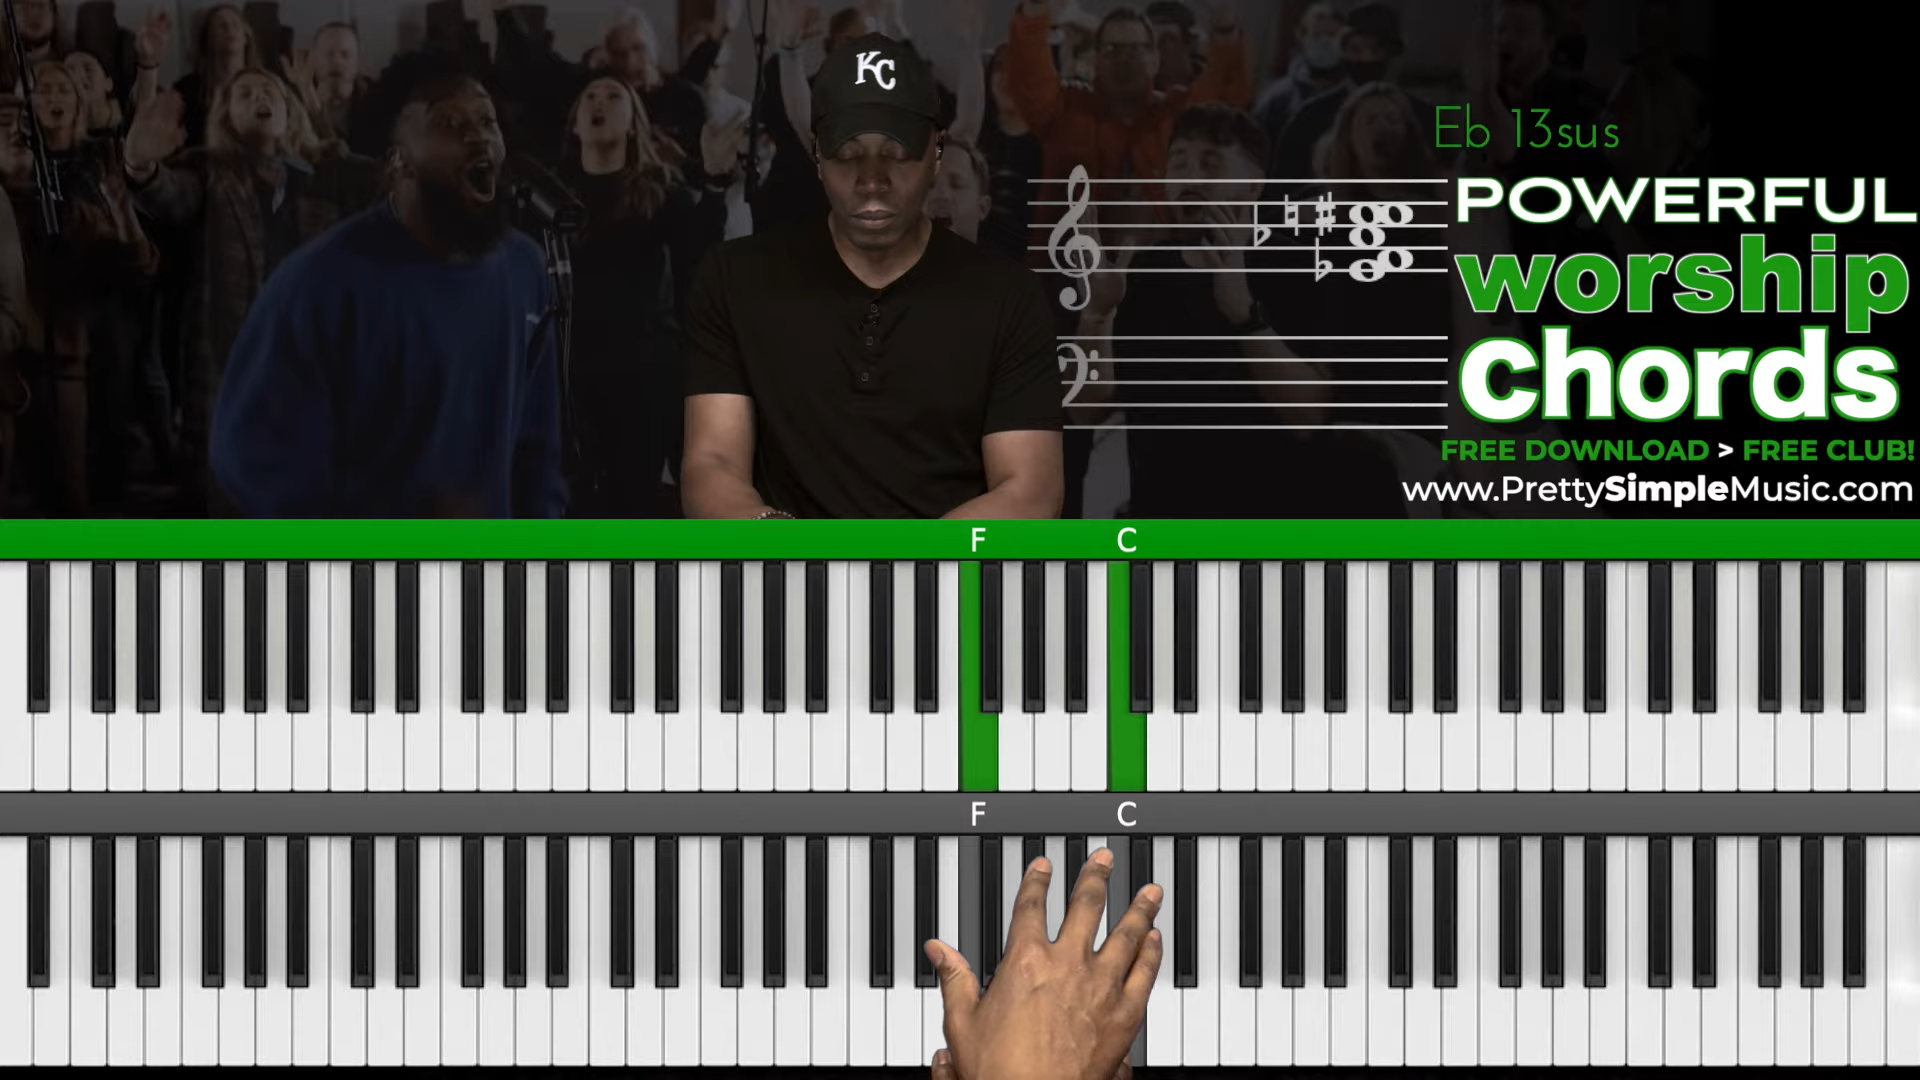 KC
Eb 13sus
POWERFUL
worship
Chords
FREE DOWNLOAD > FREE CLUB!
www.PrettySimpleMusic.com
F C
F C